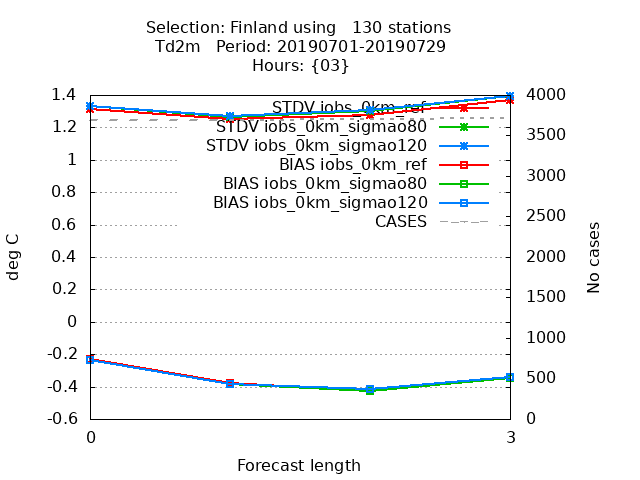 Selection: Finland using   130 stations
Td2m   Period: 20190701-20190729
Hours: {03}
1.4
1.2
1
0.8
0.6
0.4
0.2
0
-0.2
-0.4
-0.6
deg C
STDV iobs_0km_ref
STDV iobs_0km_sigmao80
STDV iobs_0km_sigmao120
BIAS iobs_0km_ref
BIAS iobs_0km_sigmao80
BIAS iobs_0km_sigmao120
CASES
4000
3500
3000
2500
2000
1500
1000
500
0
No cases
0
3
Forecast length